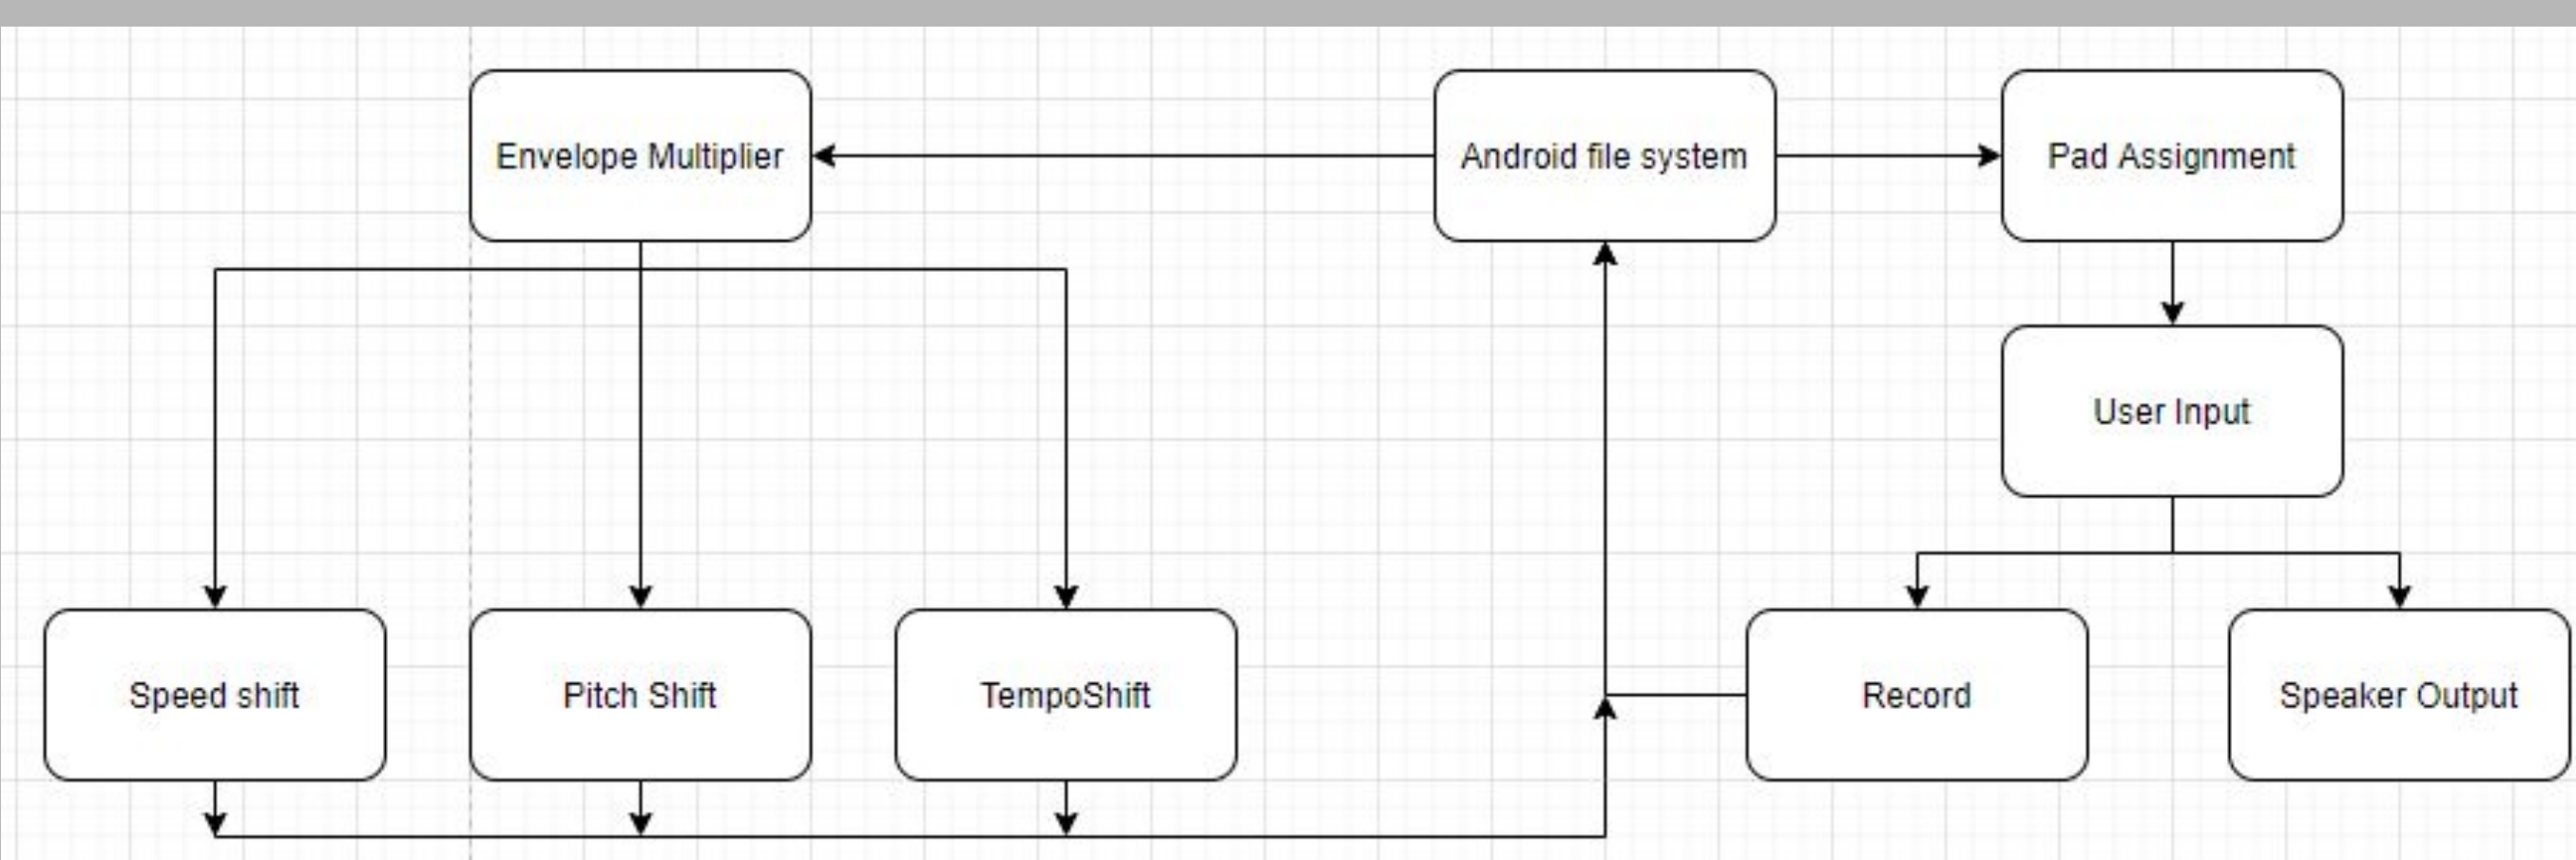 Envelope Multiplier
Android file system
Pad Assignment
User Input
Speed shift
Pitch Shift
TempoShift
Record
Speaker Output